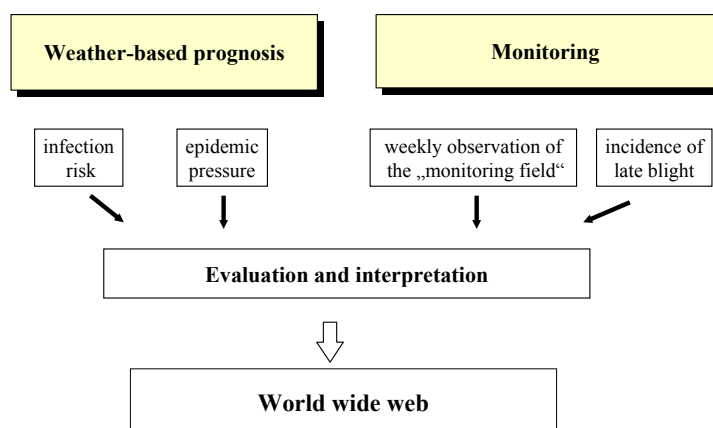 Weather-based prognosis
Monitoring
infection
risk
epidemic
pressure
weekly observation of
the „monitoring field“
incidence of
late blight
Evaluation and interpretation
World wide web